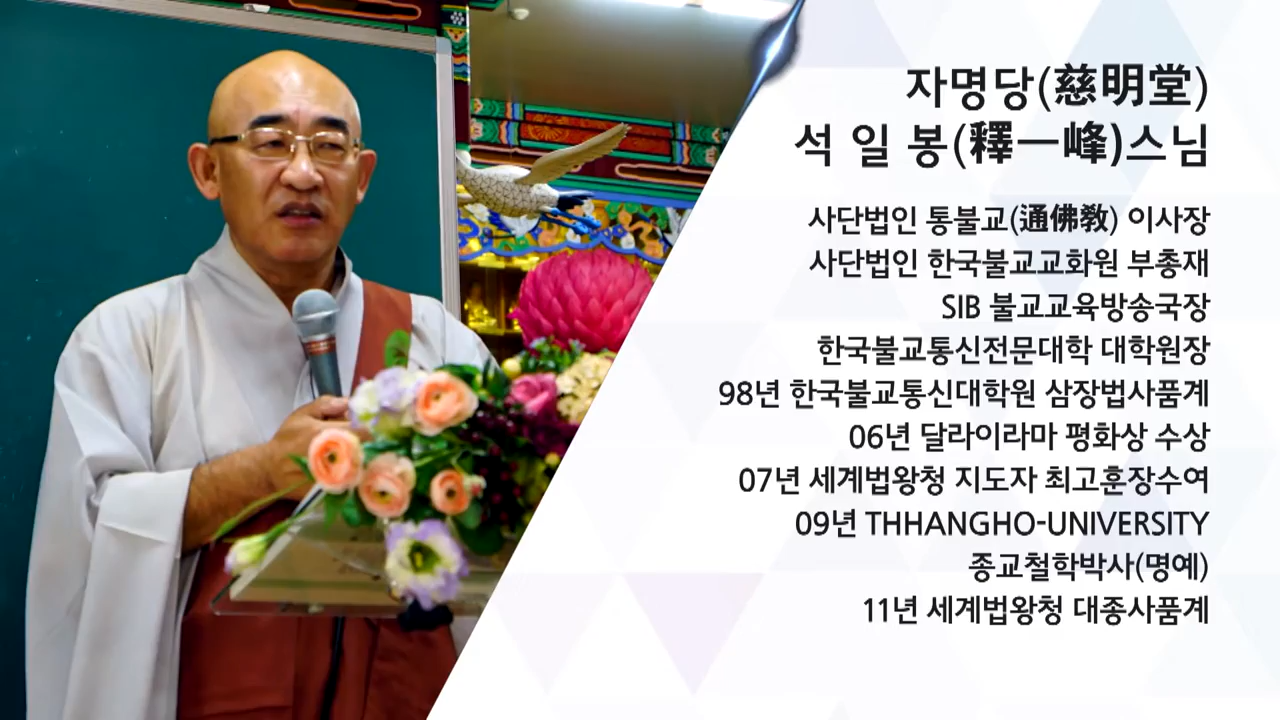 자명당(慈明堂)
석 일 봉(釋一峰)스님
사단법인 통불교(通佛敎) 이사장
사단법인 한국불교교화원 부총재
SIB 불교교육방송국장
한국불교통신전문대학 대학원장
98년 한국불교통신대학원 삼장법사품계
06년 달라이라마 평화상 수상
07년 세계법왕청 지도자 최고훈장수여
09년 THHANGHO-UNIVERSITY
종교철학박사(명예)
11년 세계법왕청 대종사품계